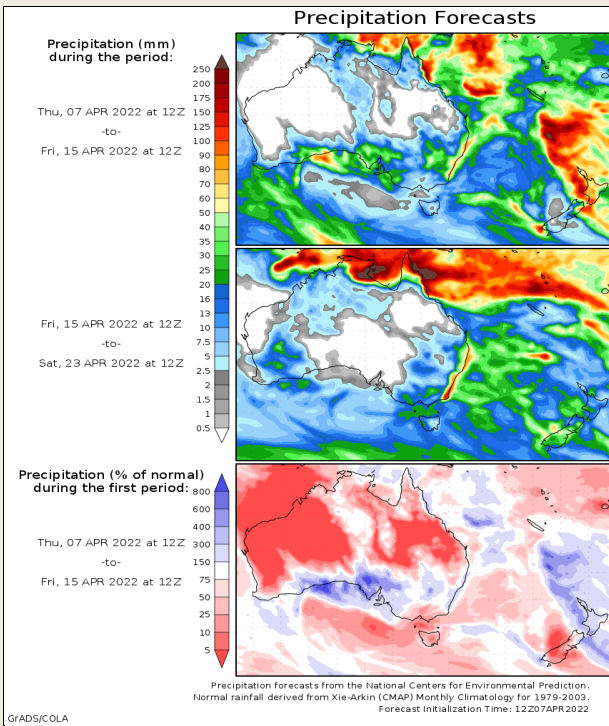 Precipitation Forecasts
Precipitation (mm)
during the period:
Thu, 07 APR 2022 at 12Z
-to-
Fri, 15 APR 2022 at 12Z
250
200
175
150
125
100
90
80
70
60
50
40
35
30
25
20
16
13
10
7.5
5
2.5
2
1.5
1
0.5
Fri, 15 APR 2022 at 12Z
-to-
Sat, 23 APR 2022 at 12Z
Precipitation (% of normal)
during the first period:
Thu, 07 APR 2022 at 12Z
-to-
Fri, 15 APR 2022 at 12Z
800
600
400
300
150
75
50
25
10
5
Precipitation forecasts from the National Centers for Environmental Prediction.
Normal rainfall derived from Xie-Arkin (CMAP) Monthly Climatology for 1979-2003.
Forecast Initialization Time: 12Z07APR2022
GrADS/COLA